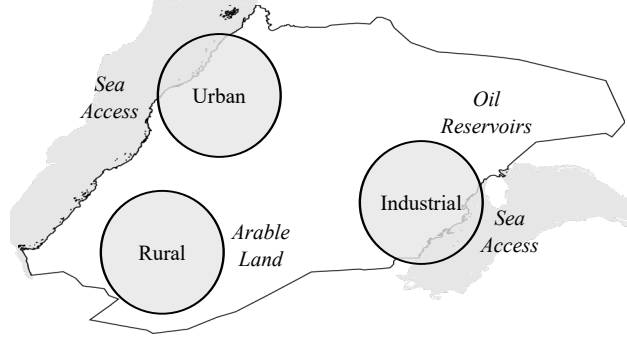 Sea
Access
Urban
Oil
Reservoirs
Industrial
Sea
Access
Rural
Arable
Land